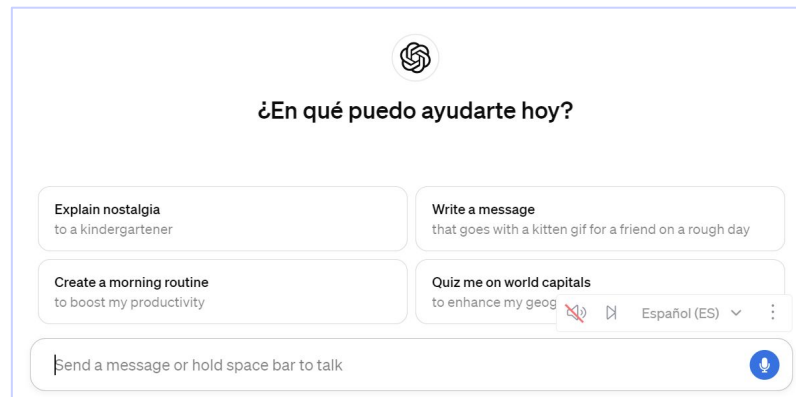 ¿En qué puedo ayudarte hoy?
Explain nostalgia
to a kindergartener
Write a message
that goes with a kitten gif for a friend on a rough day
Create a morning routine
to boost my productivity
Quiz me on world capitals
to enhance my geog
Español (ES)
Send a message or hold space bar to talk